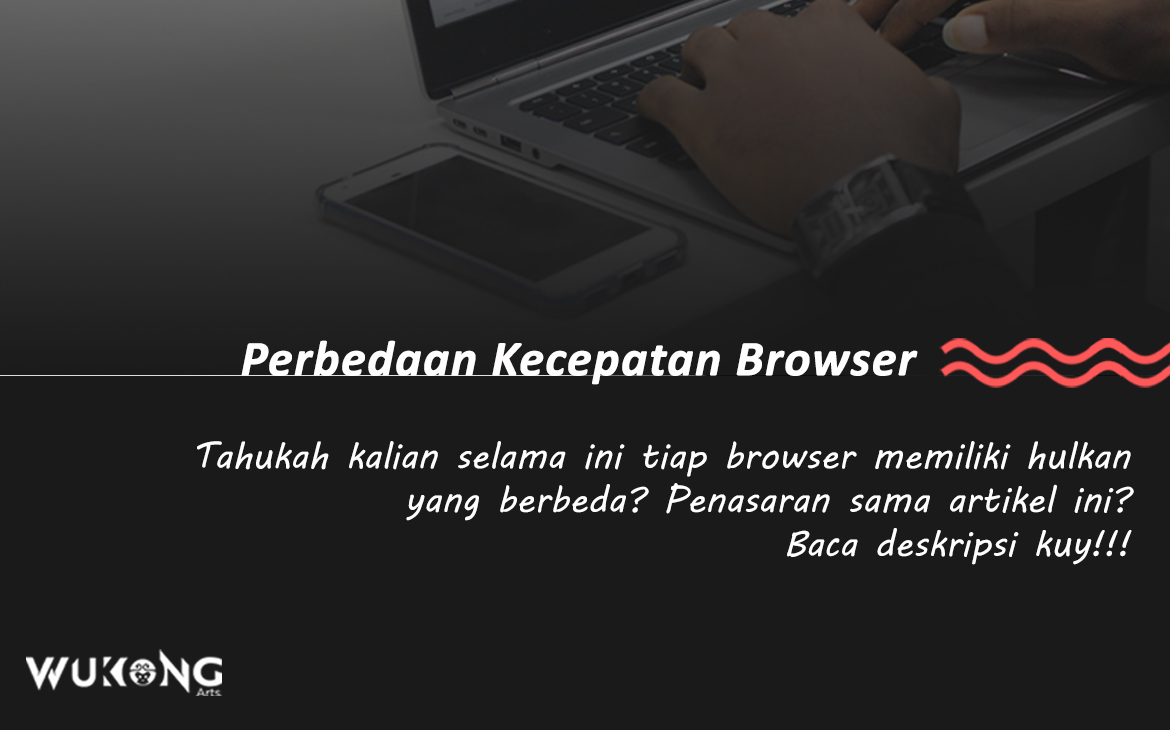 Perbedaan Kecepatan Browser
Tahukah kalian selama ini tiap browser memiliki hulkan
yang berbeda? Penasaran sama artikel ini?
Baca deskripsi kuy!!!
WUKONG
Arts.